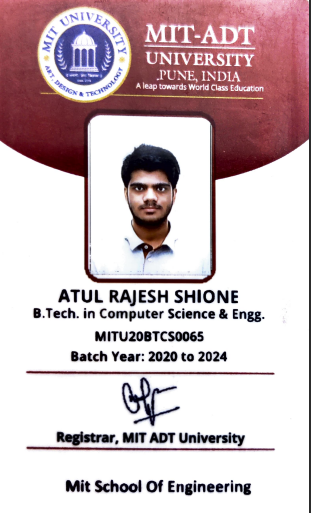 MIT UNIVERSITY
ART, DESIGN & TECHNOLOGY
MIT-ADT
UNIVERSITY
PUNE, INDIA
A leap towards World Class Education
ATUL RAJESH SHIONE
B.Tech. in Computer Science & Engg.
MITU20BTCS0065
Batch Year: 2020 to 2024
Registrar, MIT ADT University
Mit School Of Engineering